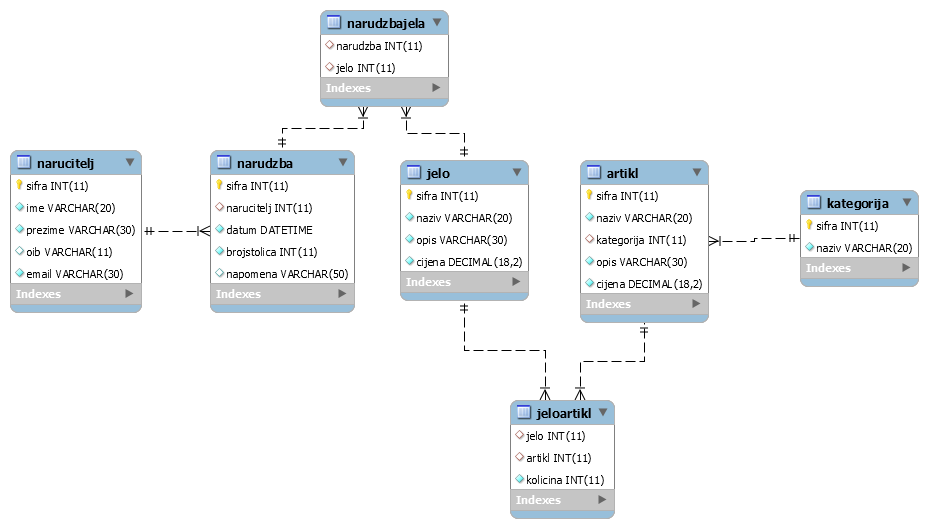 narudzbajela
narudzba INT(11)
jelo INT(11)
Indexes
narucitelj
sifra INT(11)
ime VARCHAR(20)
prezime VARCHAR(30)
oib VARCHAR(11)
email VARCHAR(30)
Indexes
narudzba
sifra INT(11)
narucitelj INT(11)
datum DATETIME
brojstolica INT(11)
napomena VARCHAR(50)
Indexes
jelo
sifra INT(11)
naziv VARCHAR(20)
opis VARCHAR(30)
cijena DECIMAL(18,2)
Indexes
artikl
sifra INT(11)
naziv VARCHAR(20)
kategorija INT(11)
opis VARCHAR(30)
cijena DECIMAL(18,2)
Indexes
kategorija
sifra INT(11)
naziv VARCHAR(20)
Indexes
jeloartikl
jelo INT(11)
artikl INT(11)
kolicina INT(11)
Indexes